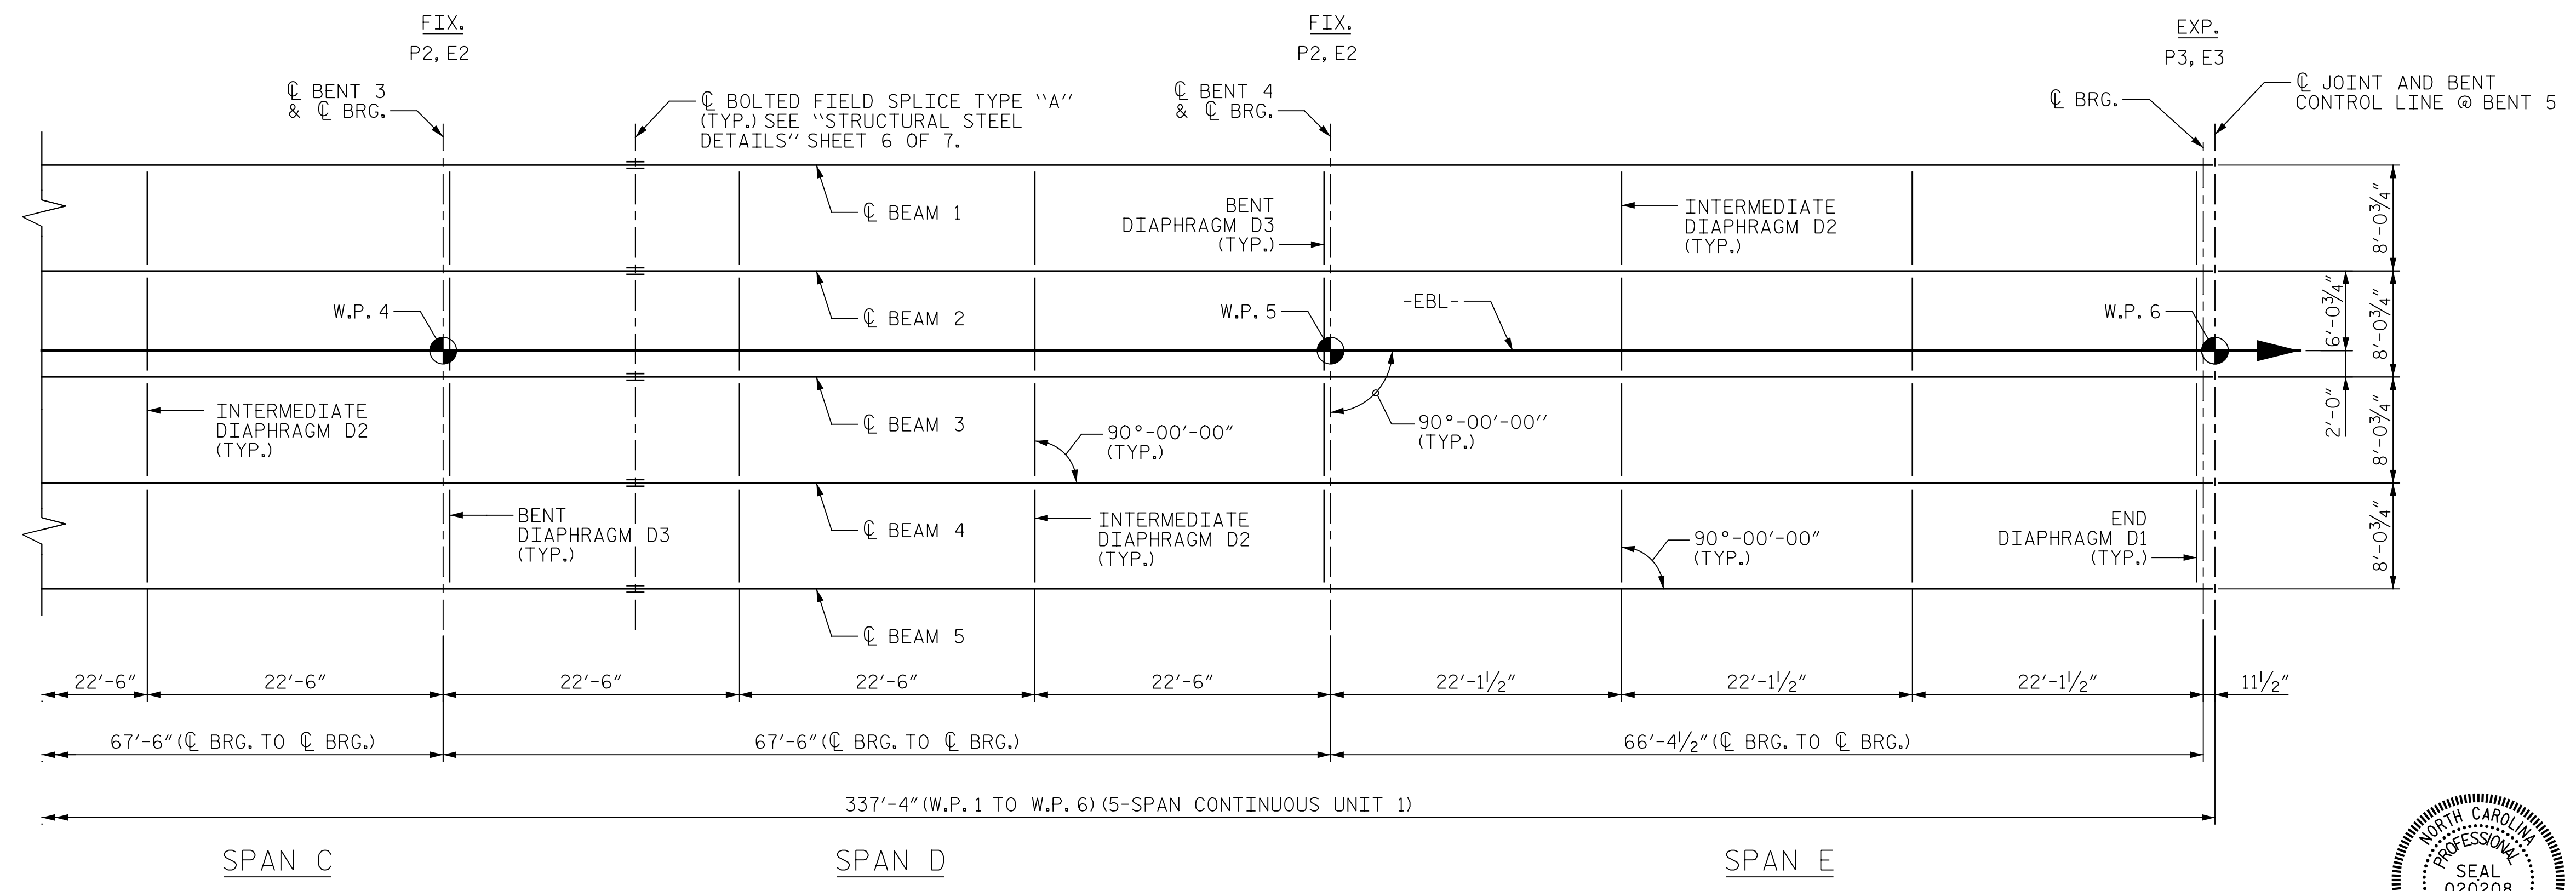 FIX.
P2, E2
FIX.
P2, E2
EXP.
P3, E3
℄ BENT 3
& ℄ BRG.
℄ BOLTED FIELD SPLICE TYPE "A"
(TYP.) SEE "STRUCTURAL STEEL
DETAILS" SHEET 6 OF 7.
℄ BENT 4
& ℄ BRG.
℄ BRG.
℄ JOINT AND BENT
CONTROL LINE @ BENT 5
℄ BEAM 1
BENT
DIAPHRAGM D3
(TYP.)
INTERMEDIATE
DIAPHRAGM D2
(TYP.)
8'-0¾"
W.P. 4
℄ BEAM 2
W.P. 5
-EBL-
W.P. 6
6'-0¾"
8'-0¾"
INTERMEDIATE
DIAPHRAGM D2
(TYP.)
℄ BEAM 3
90°-00'-00"
(TYP.)
90°-00'-00''
(TYP.)
2'-0"
8'-0¾"
BENT
DIAPHRAGM D3
(TYP.)
℄ BEAM 4
INTERMEDIATE
DIAPHRAGM D2
(TYP.)
90°-00'-00"
(TYP.)
END
DIAPHRAGM D1
(TYP.)
8'-0¾"
℄ BEAM 5
22'-6"
22'-6"
22'-6"
22'-6"
22'-6"
22'-1½"
22'-1½"
22'-1½"
11½"
67'-6" (℄ BRG. TO ℄ BRG.)
67'-6" (℄ BRG. TO ℄ BRG.)
66'-4½" (℄ BRG. TO ℄ BRG.)
337'-4" (W.P. 1 TO W.P. 6) (5-SPAN CONTINUOUS UNIT 1)
SPAN C
SPAN D
SPAN E
NORTH CAROLINA
PROFESSIONAL
SEAL
020208